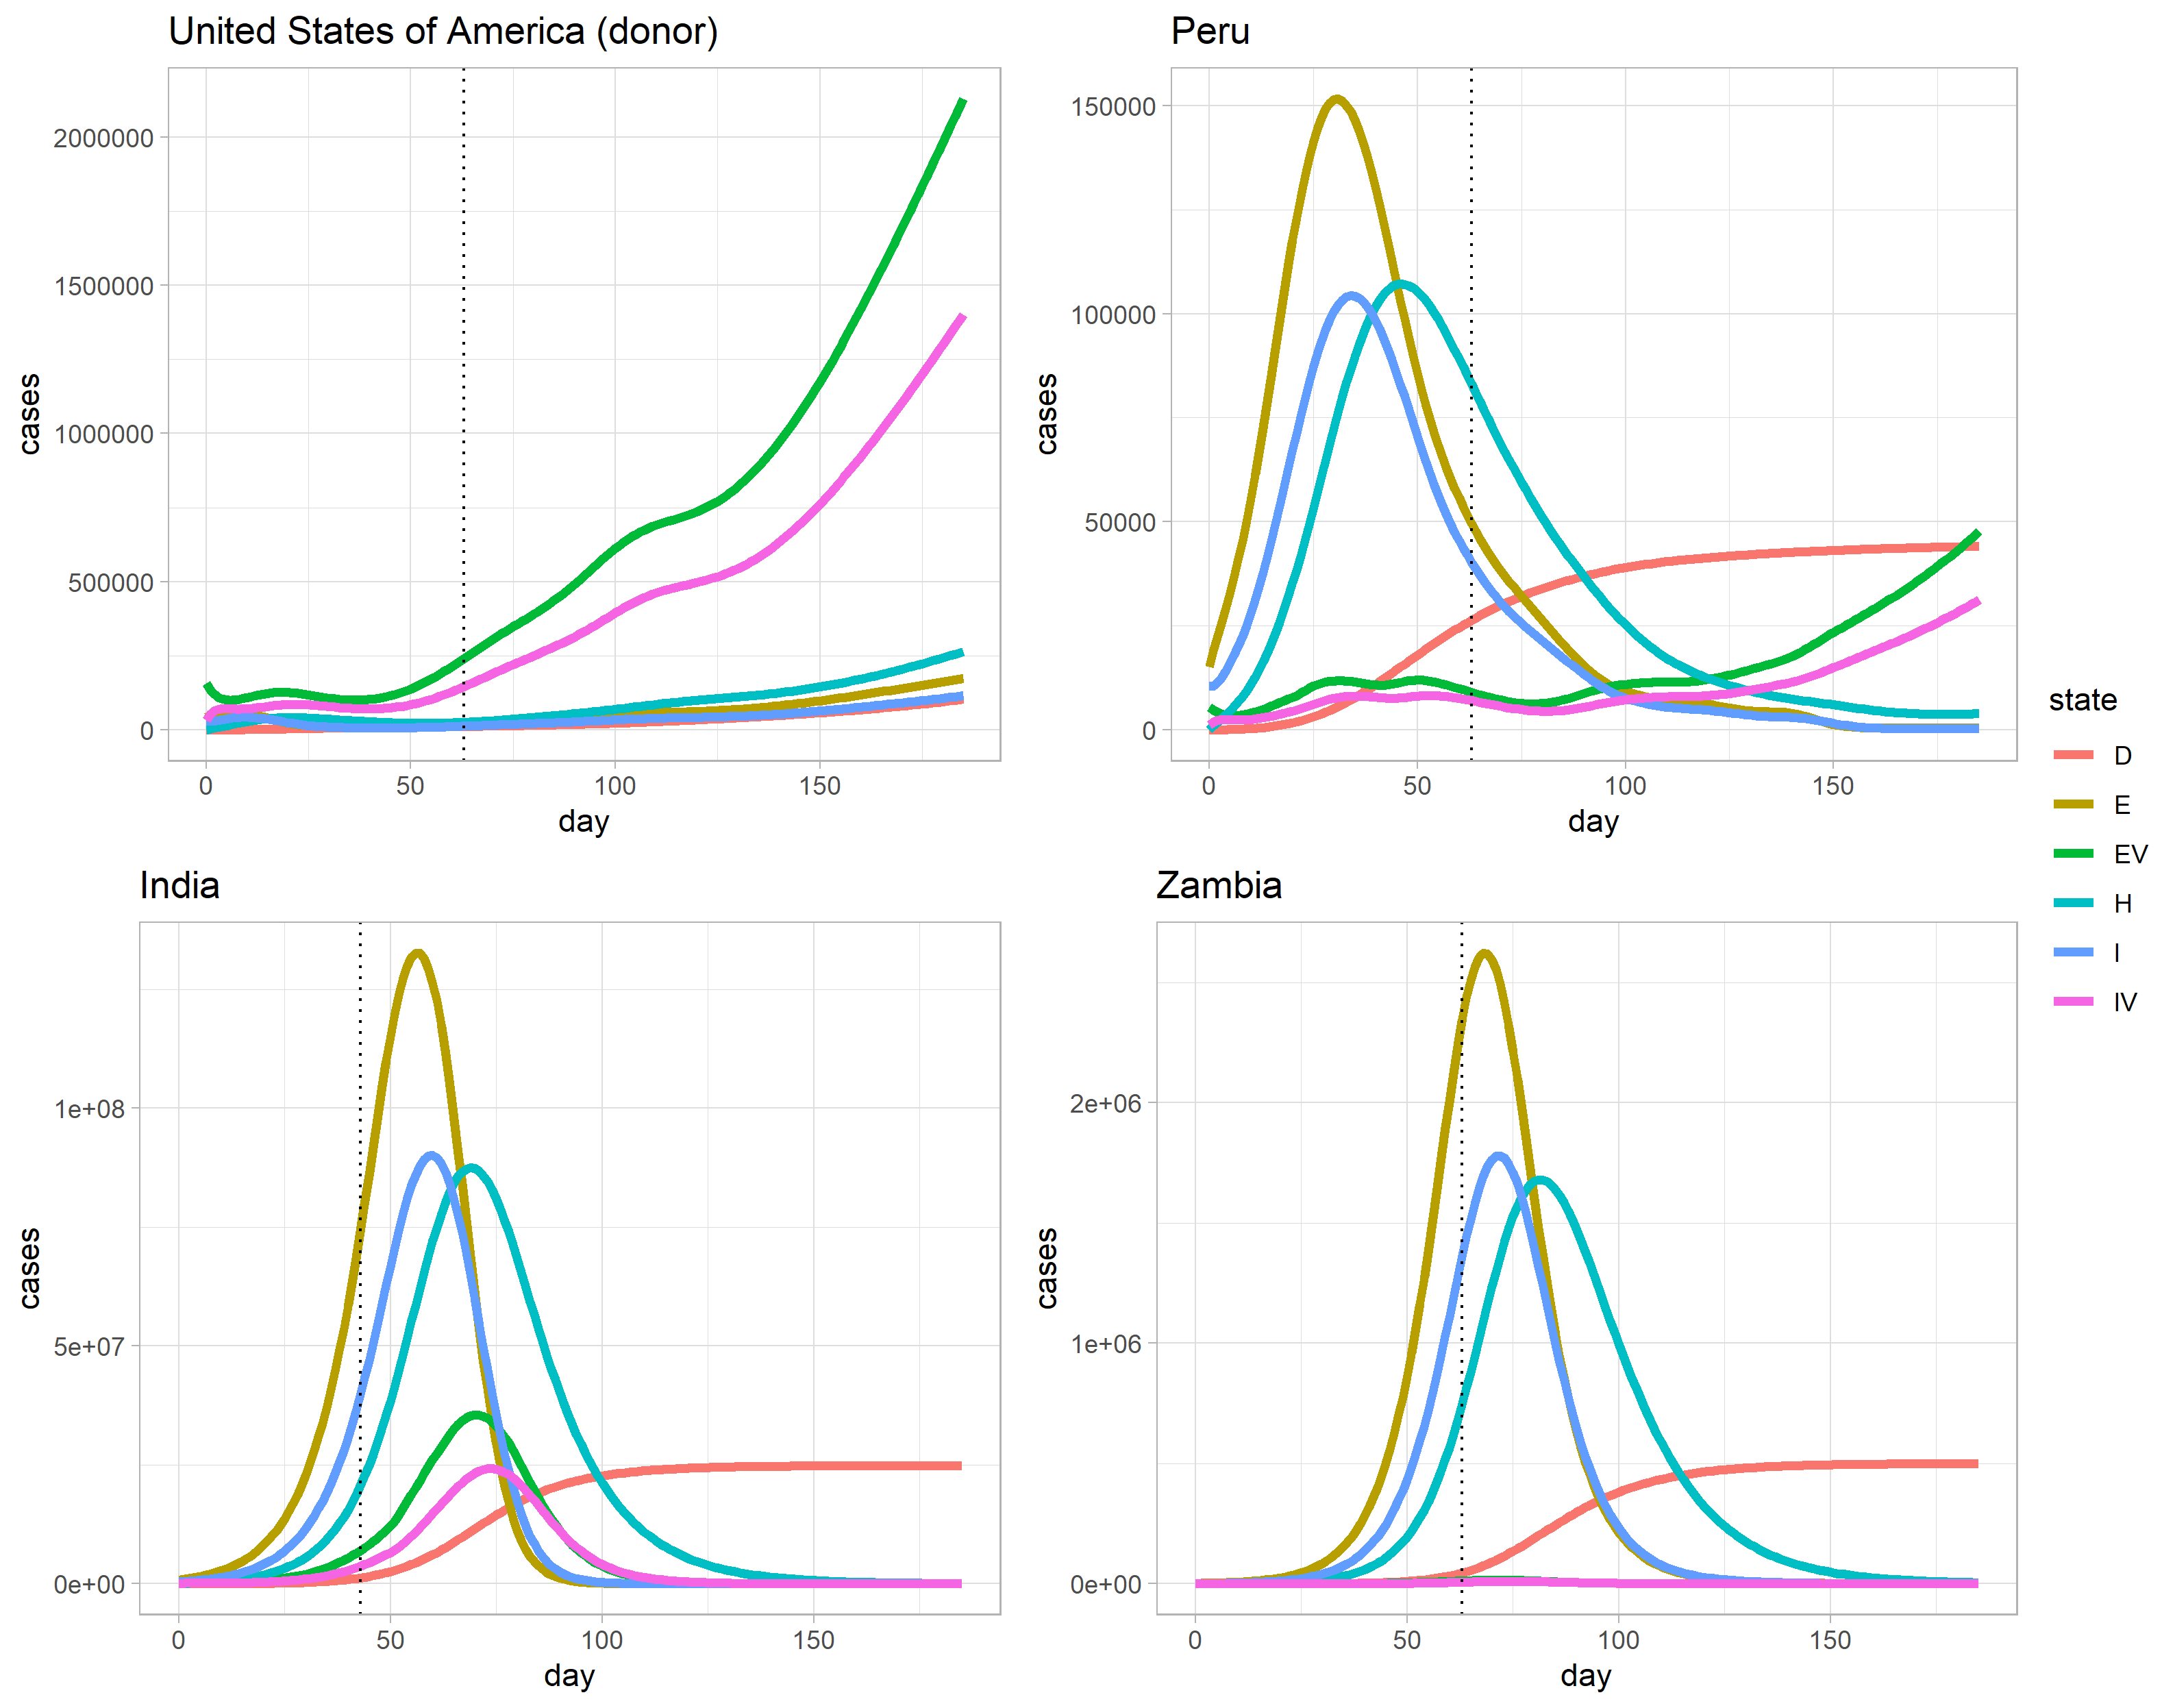 United States of America (donor)
2000000
1500000
1000000
500000
0
cases
0 50 100 150
day
Peru
150000
100000
50000
0
cases
0 50 100 150
day
India
1e+08
5e+07
0e+00
cases
0 50 100 150
day
Zambia
2e+06
1e+06
0e+00
cases
0 50 100 150
day
state
D
E
EV
H
I
IV